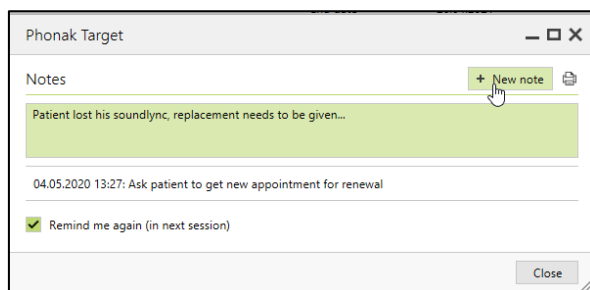 Phonak Target
Notes
+ New note
Patient lost his soundlync, replacement needs to be given...
04.05.2020 13:27: Ask patient to get new appointment for renewal
Remind me again (in next session)
Close